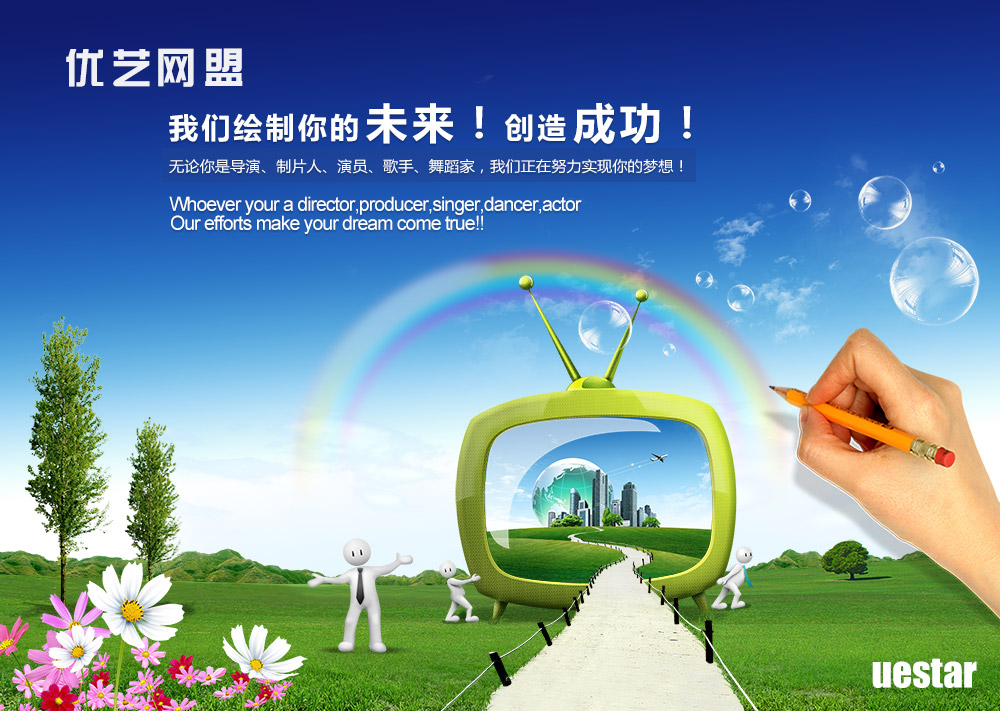 优艺网盟
我们绘制你的未来！创造成功！
无论你是导演、制片人、演员、歌手、舞蹈家，我们正在努力实现你的梦想！
Whoever your a director,producer,singer,dancer,actor
Our efforts make your dream come true!!
uestar